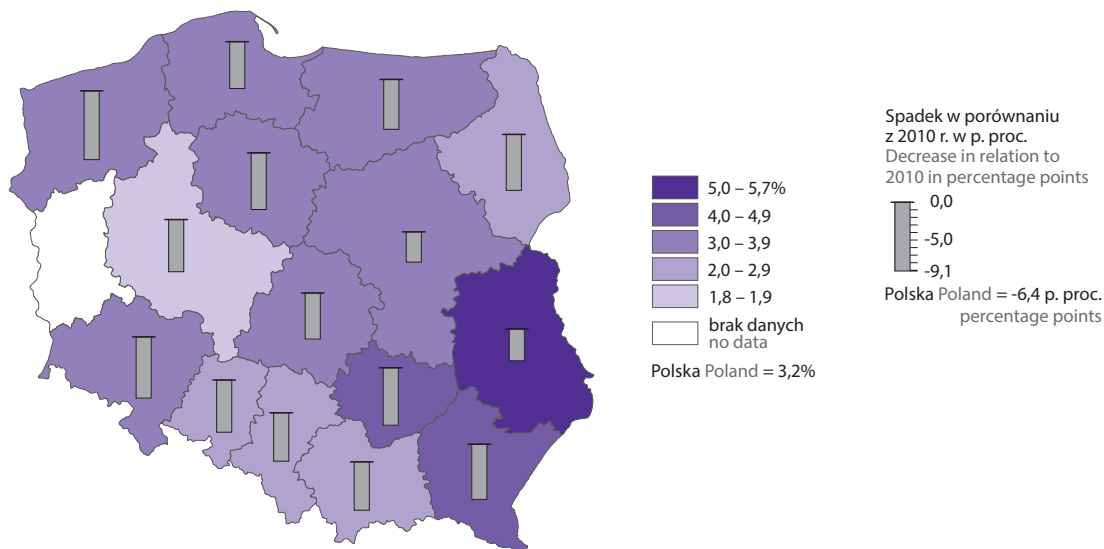 5,0 – 5,7%
4,0 – 4,9
3,0 – 3,9
2,0 – 2,9
1,8 – 1,9
brak danych
no data
Polska Poland = 3,2%
Spadek w porównaniu
z 2010 r. w p. proc.
Decrease in relation to
2010 in percentage points
0,0
-5,0
-9,1
Polska Poland = -6,4 p. proc.
percentage points